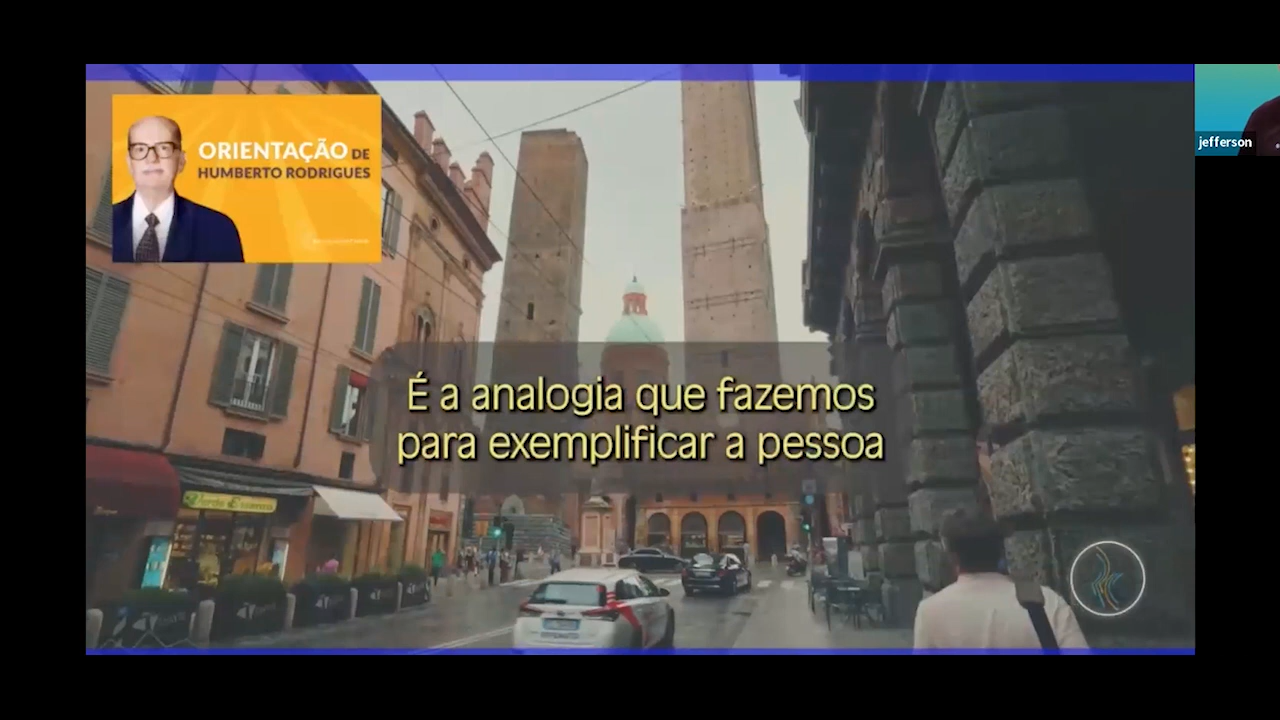 ORIENTAÇÃO DE
HUMBERTO RODRIGUES
jefferson
É a analogia que fazemos
para exemplificar a pessoa